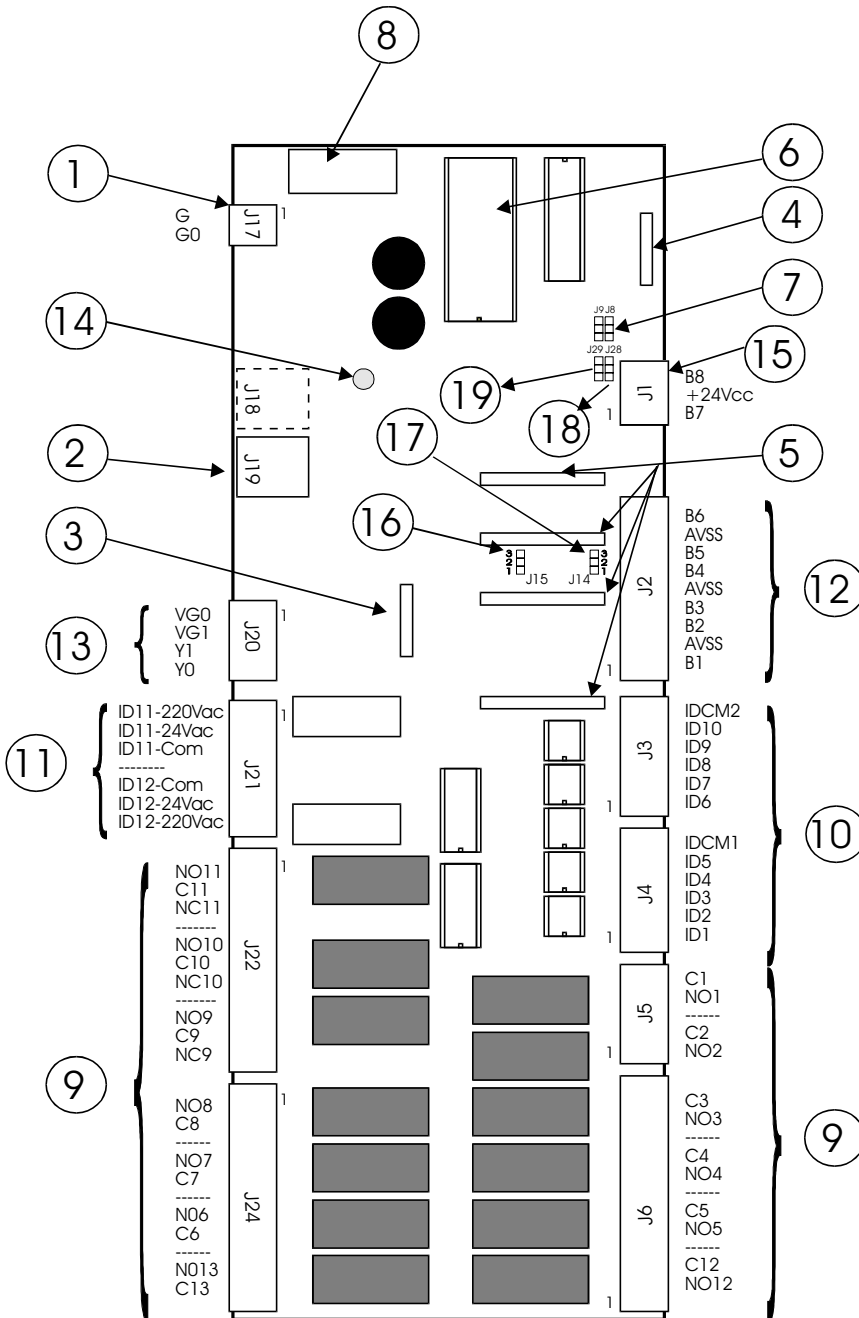 8
1
6
G
G0
J17
1
4
J9 J8
7
14
J29 J28
15
J18
19
J1
B8
+24Vcc
B7
1
18
17
2
J19
5
16
3
2
1
J15
3
2
1
J14
3
J2
B6
AVSS
B5
B4
AVSS
B3
B2
AVSS
B1
1
12
13
VG0
VG1
Y1
Y0
J20
1
11
ID11-220Vac
ID11-24Vac
ID11-Com
--------
ID12-Com
ID12-24Vac
ID12-220Vac
J21
1
J3
IDCM2
ID10
ID9
ID8
ID7
ID6
1
10
J4
IDCM1
ID5
ID4
ID3
ID2
ID1
1
9
NO11
C11
NC11
-------
NO10
C10
NC10
-------
NO9
C9
NC9
J22
1
NO8
C8
------
NO7
C7
------
N06
C6
------
N013
C13
J24
1
J5
C1
NO1
------
C2
NO2
1
J6
C3
NO3
------
C4
NO4
------
C5
NO5
------
C12
NO12
1
9